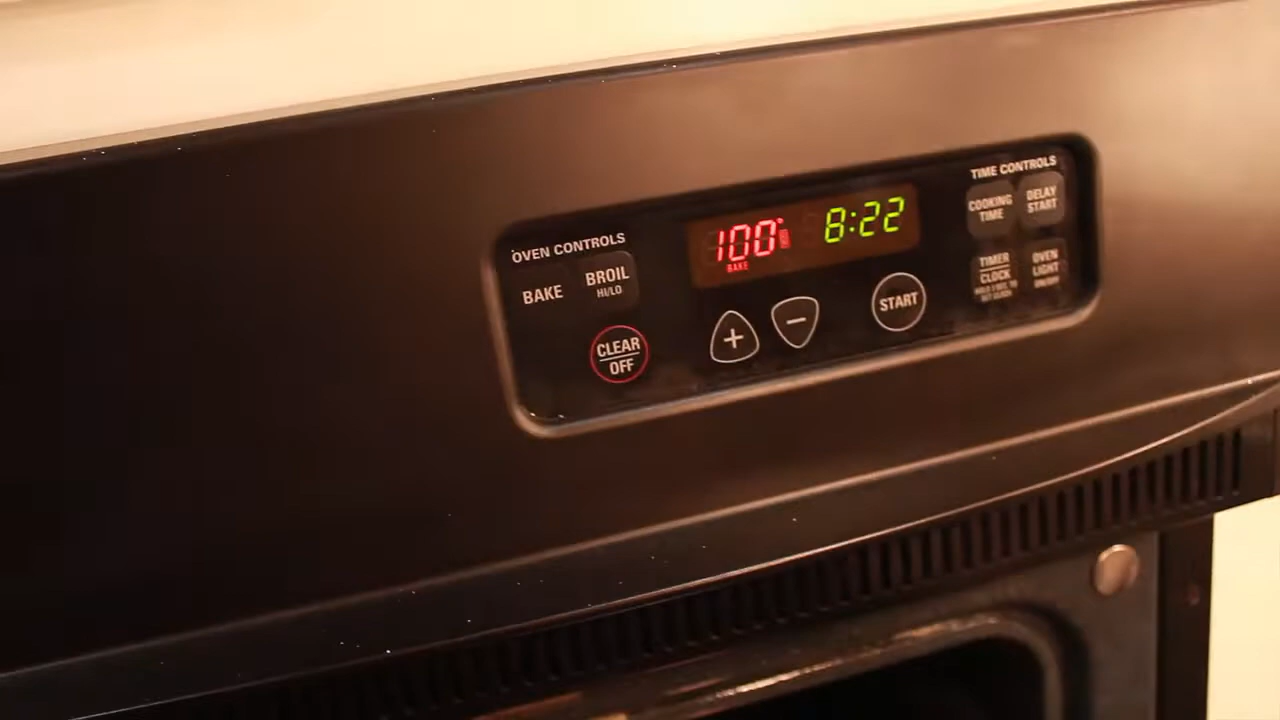 OVEN CONTROLS
BAKE
BROIL
HI/LO
CLEAR
OFF
100°
BAKE
8:22
+
−
START
TIME CONTROLS
COOKING
TIME
DELAY
START
TIMER
CLOCK
OVEN
LIGHT
ON/OFF